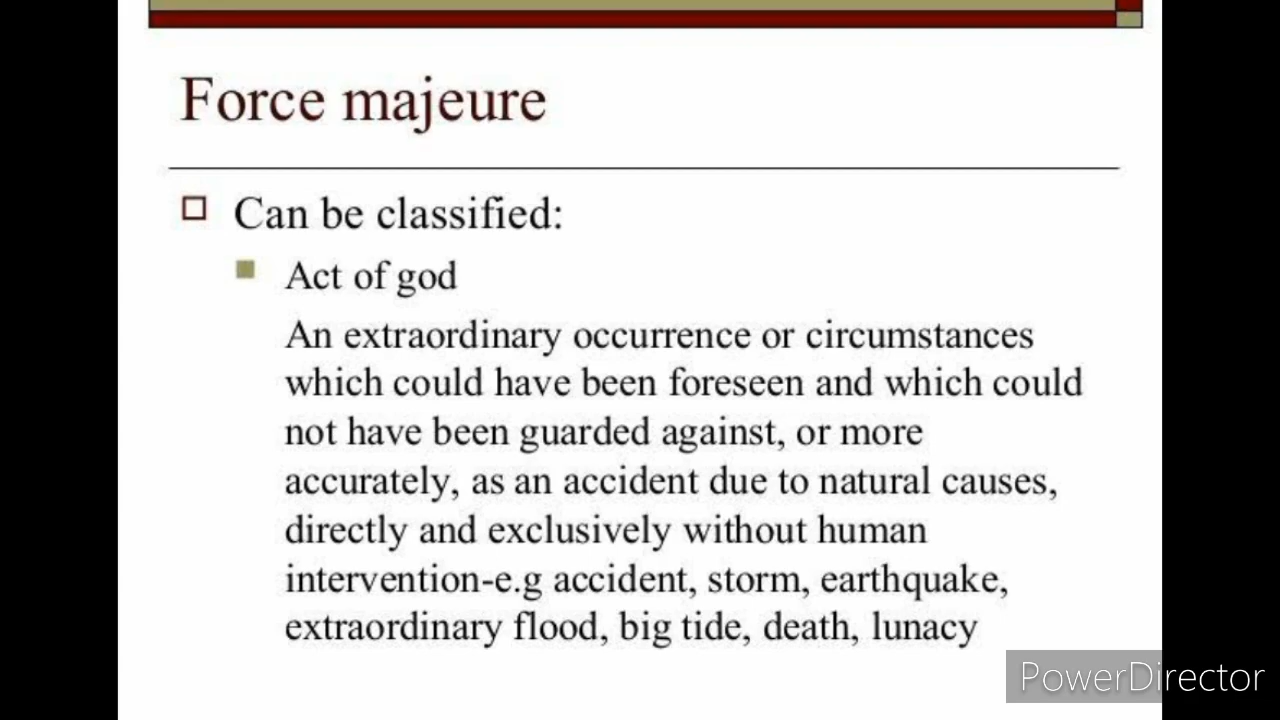 Force majeure
Can be classified:
Act of god
An extraordinary occurrence or circumstances
which could have been foreseen and which could
not have been guarded against, or more
accurately, as an accident due to natural causes,
directly and exclusively without human
intervention-e.g accident, storm, earthquake,
extraordinary flood, big tide, death, lunacy
PowerDirector